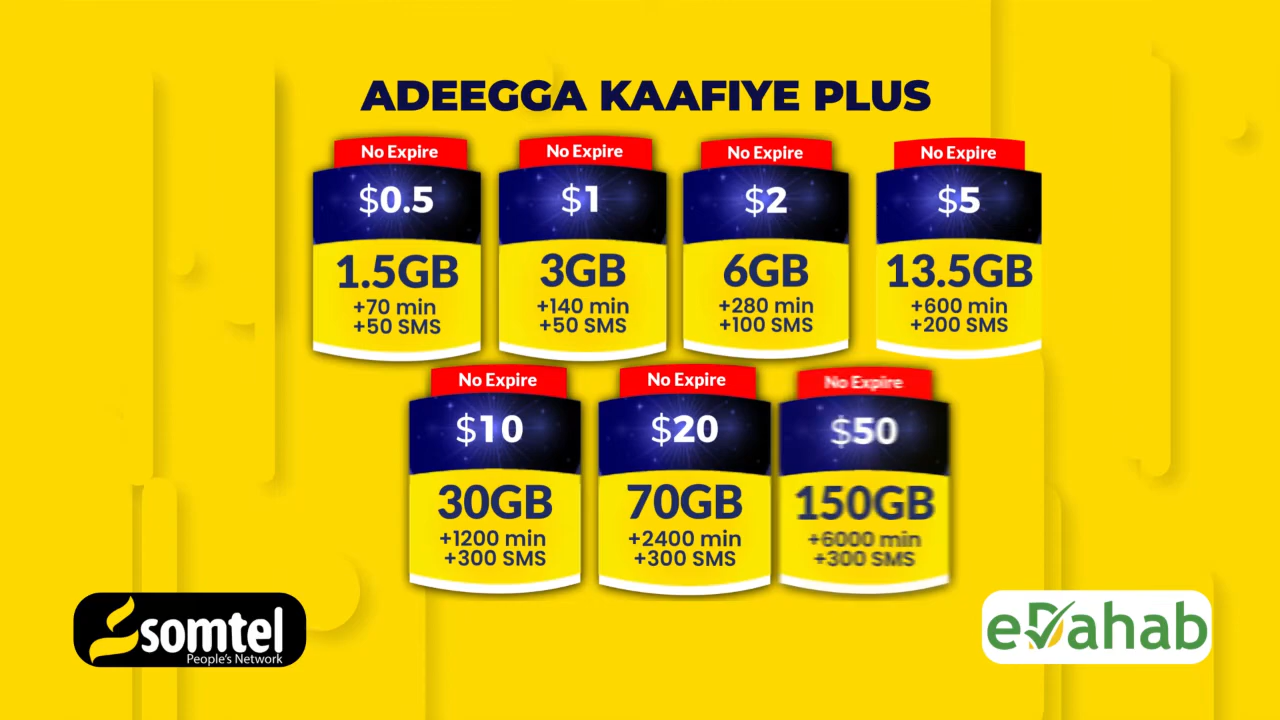 ADEEGGA KAAFIYE PLUS
No Expire
$0.5
1.5GB
+70 min
+50 SMS
No Expire
$1
3GB
+140 min
+50 SMS
No Expire
$2
6GB
+280 min
+100 SMS
No Expire
$5
13.5GB
+600 min
+200 SMS
No Expire
$10
30GB
+1200 min
+300 SMS
No Expire
$20
70GB
+2400 min
+300 SMS
No Expire
$50
150GB
+6000 min
+300 SMS
somtel
People's Network
eDahab